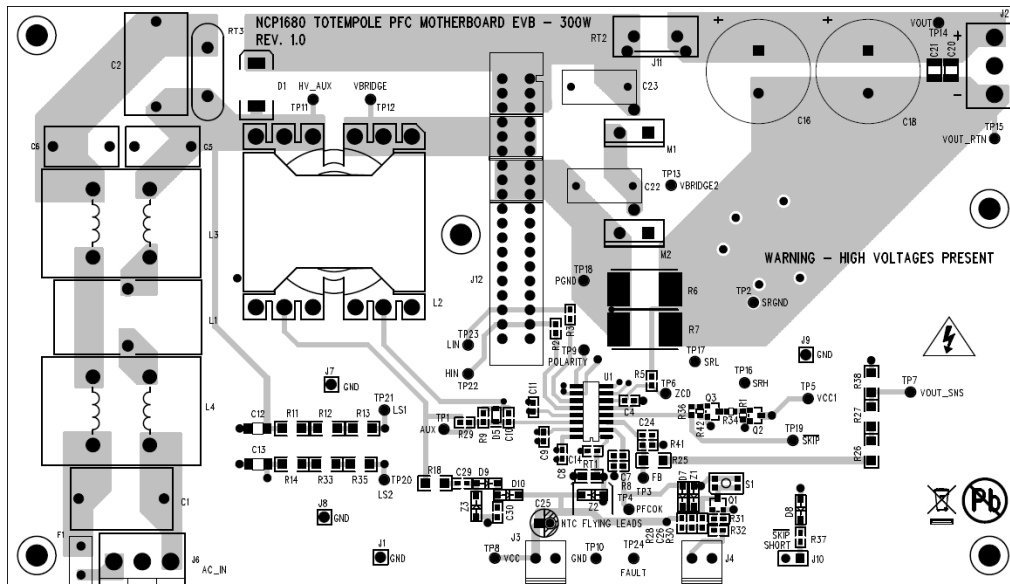 NCP1680 TOTEMPOLE PFC MOTHERBOARD EVB – 300W
REV. 1.0
RT3
C2
D1
HV_AUX
TP11
VBRIDGE
TP12
RT2
J11
C23
C16
C18
VOUT
TP14
C21
C20
J2
+
+
+
–
TP15
VOUT_RTN
C6
C5
M1
TP13
VBRIDGE2
C22
M2
L3
L2
J12
TP18
PGND
R6
R7
WARNING – HIGH VOLTAGES PRESENT
TP2
SRGND
L1
TP23
LIN
HIN
TP22
R2
R3
TP9
POLARITY
TP17
SRL
J9
GND
L4
J7
GND
TP21
LS1
C12
R11
R12
R13
TP1
AUX
R29
R9
D5
C10
C11
U1
R5
TP6
ZCD
C4
TP16
SRH
TP5
VCC1
TP7
VOUT_SNS
R38
R27
R26
R36
Q3
R42
R34
R1
Q2
TP19
SKIP
C24
R41
R25
C9
C8
C14
RT1
C7
R8
FB
TP3
C13
R14
R33
R35
TP20
LS2
R18
C29
D9
D10
Z3
C30
C25
Z2
TP4
PFCOK
D7
Z1
S1
Q1
R31
R32
R28
C26
R30
D8
R37
SKIP
SHORT
J10
Pb
C1
J8
GND
J1
GND
NTC FLYING LEADS
J3
TP8
VCC
GND
TP10
TP24
FAULT
J4
F1
J6
AC_IN